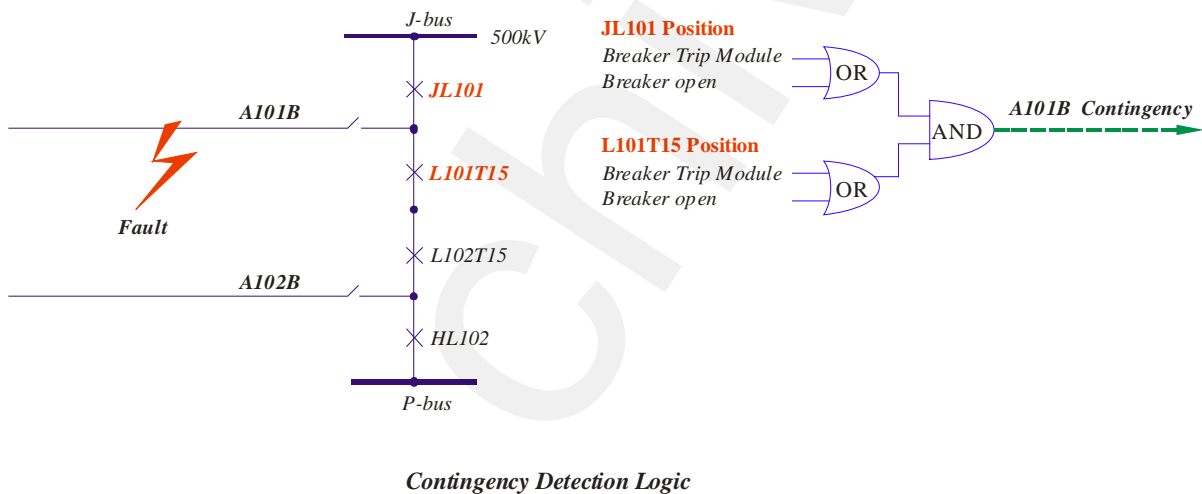 J-bus
500kV
JL101
A101B
L101T15
Fault
L102T15
A102B
HL102
P-bus
JL101 Position
Breaker Trip Module
Breaker open
OR
L101T15 Position
Breaker Trip Module
Breaker open
OR
AND
A101B Contingency
Contingency Detection Logic